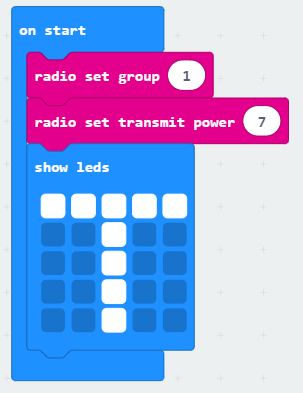 on start
radio set group 1
radio set transmit power 7
show leds